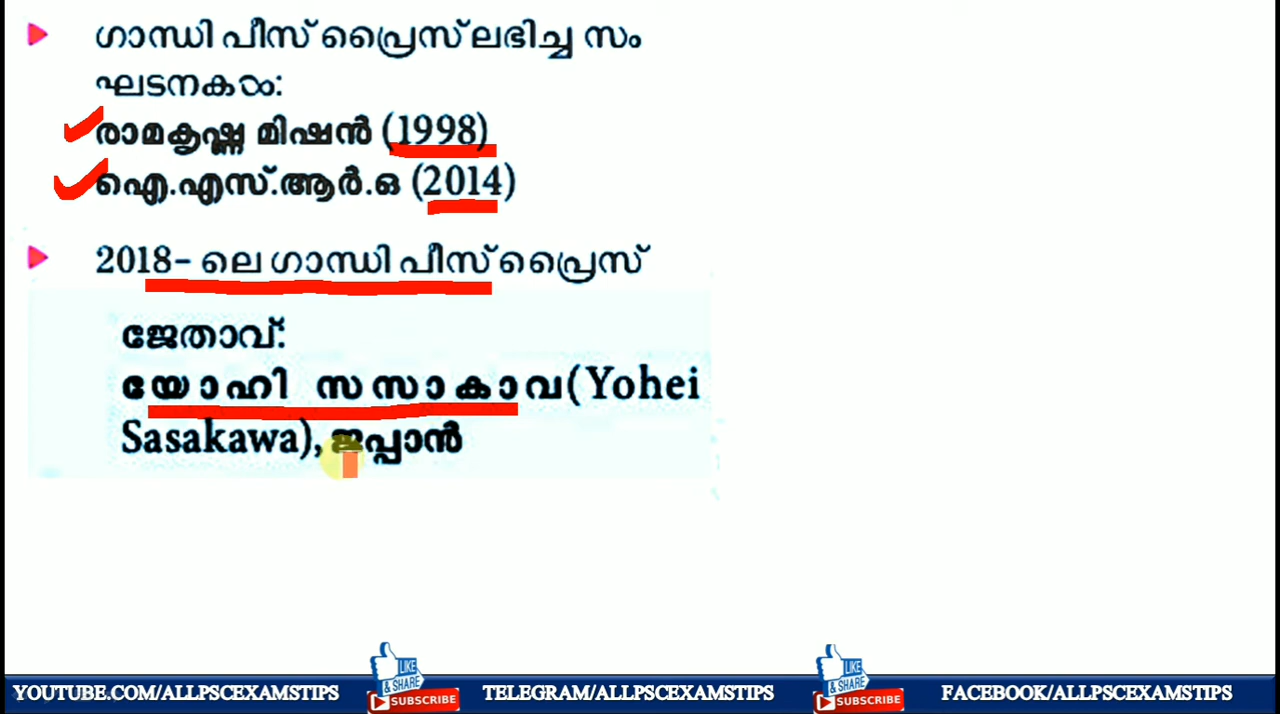 ഗാന്ധി പീസ് പ്രൈസ് ലഭിച്ച സം
ഘടനകൾ:
രാമകൃഷ്ണ മിഷൻ (1998)
ഐ.എസ്.ആർ.ഒ (2014)
2018- ലെ ഗാന്ധി പീസ് പ്രൈസ്
ജേതാവ്:
യോഹി സസാകാവ(Yohei
Sasakawa), ജപ്പാൻ
YOUTUBE.COM/ALLPSCEXAMSTIPS
LIKE
& SHARE
SUBSCRIBE
TELEGRAM/ALLPSCEXAMSTIPS
LIKE
& SHARE
SUBSCRIBE
FACEBOOK/ALLPSCEXAMSTIPS